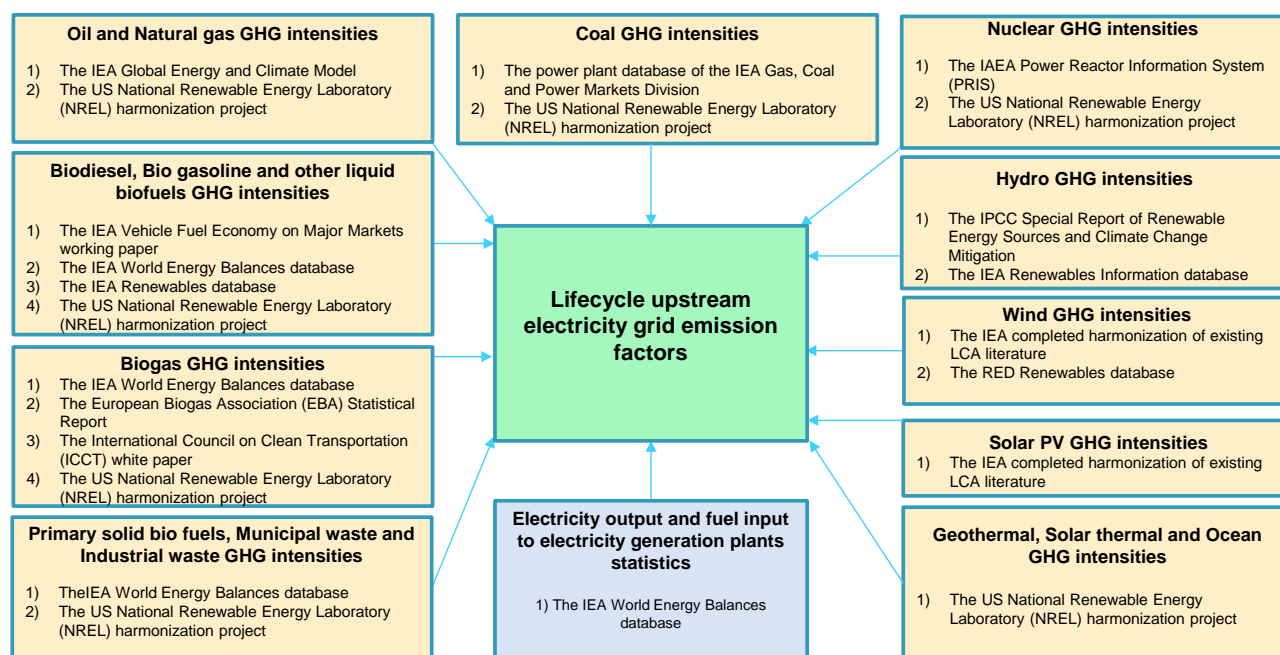 Oil and Natural gas GHG intensities
1) The IEA Global Energy and Climate Model
2) The US National Renewable Energy Laboratory
(NREL) harmonization project
Coal GHG intensities
1) The power plant database of the IEA Gas, Coal
and Power Markets Division
2) The US National Renewable Energy Laboratory
(NREL) harmonization project
Nuclear GHG intensities
1) The IAEA Power Reactor Information System
(PRIS)
2) The US National Renewable Energy
Laboratory (NREL) harmonization project
Biodiesel, Bio gasoline and other liquid
biofuels GHG intensities
1) The IEA Vehicle Fuel Economy on Major Markets
working paper
2) The IEA World Energy Balances database
3) The IEA Renewables database
4) The US National Renewable Energy Laboratory
(NREL) harmonization project
Hydro GHG intensities
1) The IPCC Special Report of Renewable
Energy Sources and Climate Change
Mitigation
2) The IEA Renewables Information database
Lifecycle upstream
electricity grid emission
factors
Wind GHG intensities
1) The IEA completed harmonization of existing
LCA literature
2) The RED Renewables database
Biogas GHG intensities
1) The IEA World Energy Balances database
2) The European Biogas Association (EBA) Statistical
Report
3) The International Council on Clean Transportation
(ICCT) white paper
4) The US National Renewable Energy Laboratory
(NREL) harmonization project
Solar PV GHG intensities
1) The IEA completed harmonization of existing
LCA literature
Primary solid bio fuels, Municipal waste and
Industrial waste GHG intensities
1) TheIEA World Energy Balances database
2) The US National Renewable Energy Laboratory
(NREL) harmonization project
Electricity output and fuel input
to electricity generation plants
statistics
1) The IEA World Energy Balances
database
Geothermal, Solar thermal and Ocean
GHG intensities
1) The US National Renewable Energy
Laboratory (NREL) harmonization project